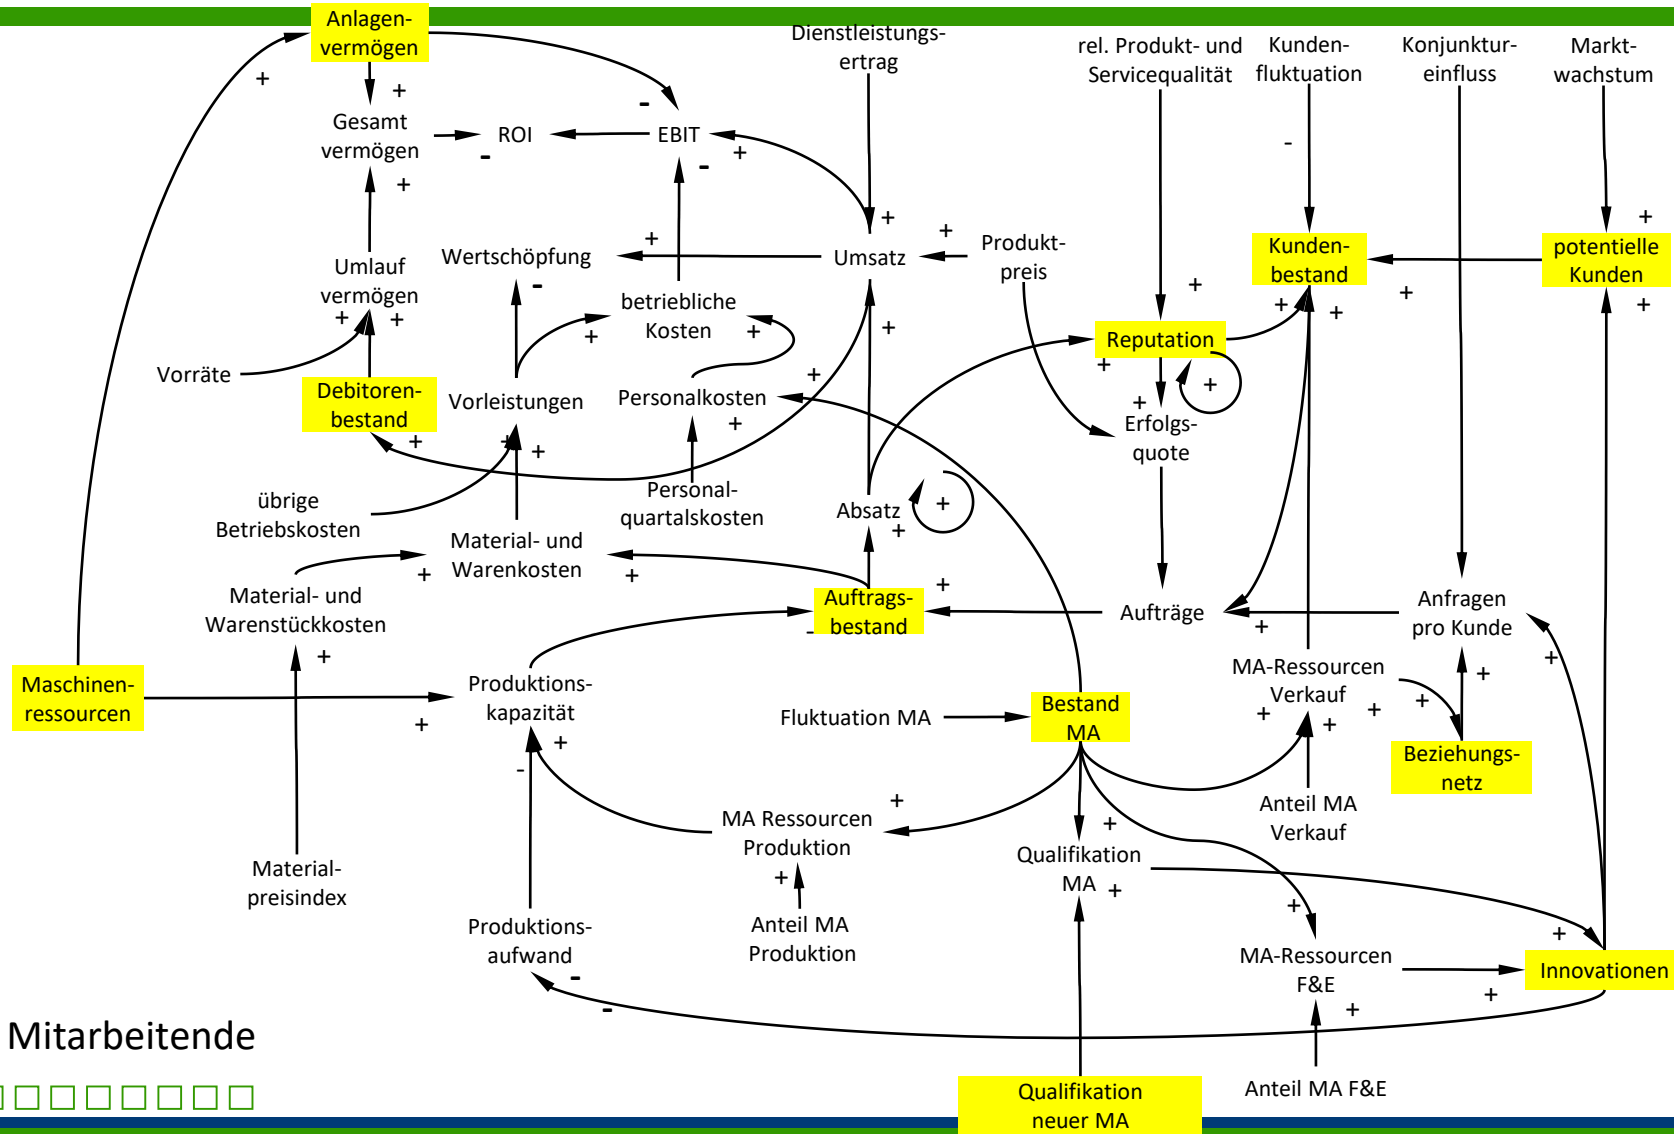 Anlagen-
vermögen
Dienstleistungs-
ertrag
rel. Produkt- und
Servicequalität
Kunden-
fluktuation
Konjunktur-
einfluss
Markt-
wachstum
Gesamt
vermögen
ROI
EBIT
Umlauf
vermögen
Wertschöpfung
Umsatz
Produkt-
preis
Kunden-
bestand
potentielle
Kunden
betriebliche
Kosten
Reputation
Vorräte
Debitoren-
bestand
Vorleistungen
Personalkosten
Erfolgs-
quote
übrige
Betriebskosten
Personal-
quartalskosten
Absatz
Material- und
Warenkosten
Material- und
Warenstückkosten
Auftrags-
bestand
Aufträge
Anfragen
pro Kunde
Maschinen-
ressourcen
Produktions-
kapazität
Fluktuation MA
Bestand
MA
MA-Ressourcen
Verkauf
Beziehungs-
netz
Anteil MA
Verkauf
MA Ressourcen
Produktion
Qualifikation
MA
Material-
preisindex
Produktions-
aufwand
Anteil MA
Produktion
MA-Ressourcen
F&E
Innovationen
Mitarbeitende
Qualifikation
neuer MA
Anteil MA F&E